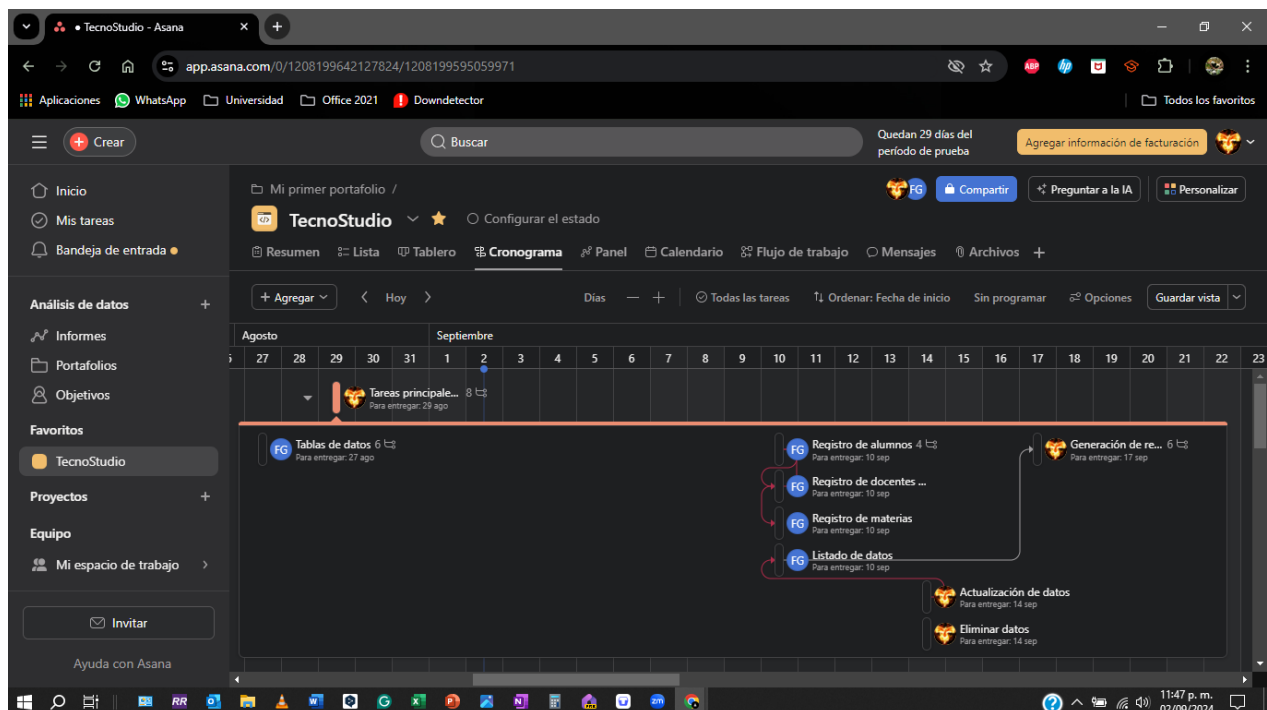 TecnoStudio - Asana
app.asana.com/0/1208199642127824/1208199595059971
ABP
hp
Aplicaciones WhatsApp Universidad Office 2021 Downdetector Todos los favoritos
Crear
Buscar
Quedan 29 días del
período de prueba
Agregar información de facturación
Inicio
Mis tareas
Bandeja de entrada
Análisis de datos
Informes
Portafolios
Objetivos
Favoritos
TecnoStudio
Proyectos
Equipo
Mi espacio de trabajo
Invitar
Ayuda con Asana
Mi primer portafolio /
FG Compartir Preguntar a la IA Personalizar
TecnoStudio Configurar el estado
Resumen Lista Tablero Cronograma Panel Calendario Flujo de trabajo Mensajes Archivos +
+ Agregar Hoy Días — + Todas las tareas Ordenar: Fecha de inicio Sin programar Opciones Guardar vista
Agosto Septiembre
27 28 29 30 31 1 2 3 4 5 6 7 8 9 10 11 12 13 14 15 16 17 18 19 20 21 22 23
Tareas principale... 8
Para entregar: 29 ago
FG Tablas de datos 6
Para entregar: 27 ago
FG Registro de alumnos 4
Para entregar: 10 sep
Generación de re... 6
Para entregar: 17 sep
FG Registro de docentes ...
Para entregar: 10 sep
FG Registro de materias
Para entregar: 10 sep
FG Listado de datos
Para entregar: 10 sep
Actualización de datos
Para entregar: 14 sep
Eliminar datos
Para entregar: 14 sep
RR
zm
11:47 p. m.
02/09/2024